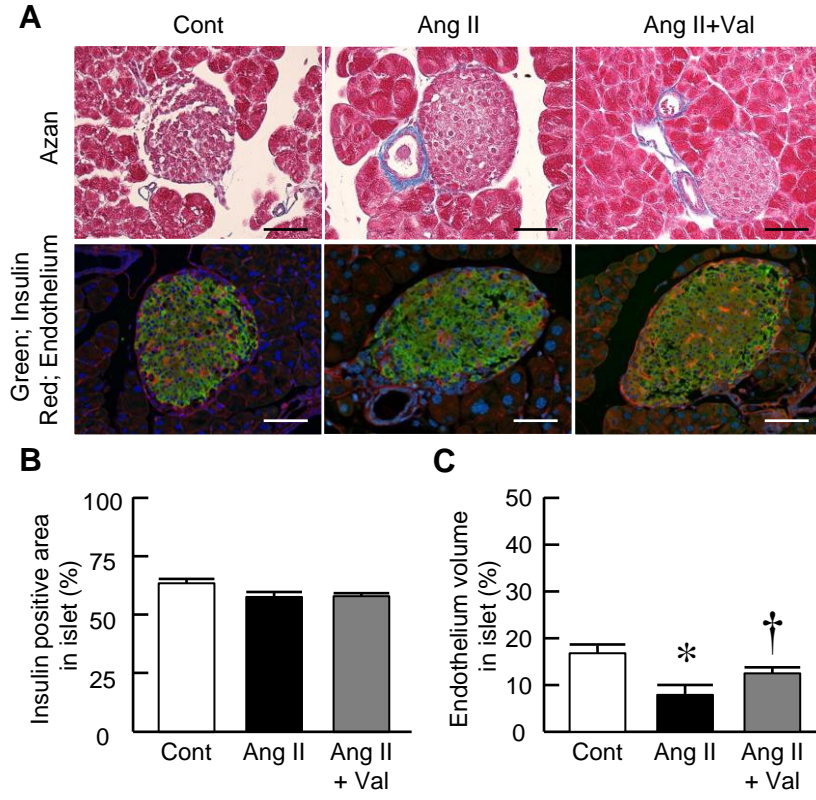 A
Cont
Ang II
Ang II+Val
Azan
Green; Insulin
Red; Endothelium
B
Insulin positive area
in islet (%)
100
75
50
25
0
Cont
Ang II
Ang II
+ Val
C
Endothelium volume
in islet (%)
50
40
30
20
10
0
*
†
Cont
Ang II
Ang II
+ Val